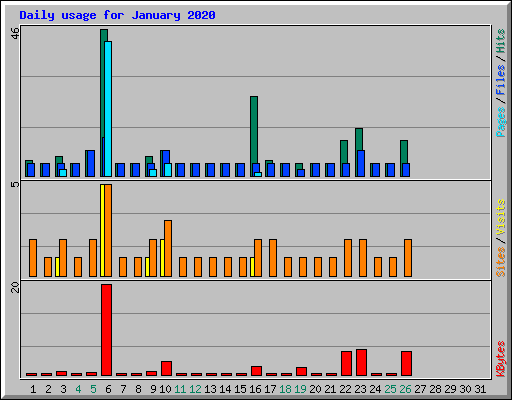 Daily usage for January 2020
46
Pages/Files/Hits
5
Sites/Visits
20
KBytes
1 2 3 4 5 6 7 8 9 10 11 12 13 14 15 16 17 18 19 20 21 22 23 24 25 26 27 28 29 30 31